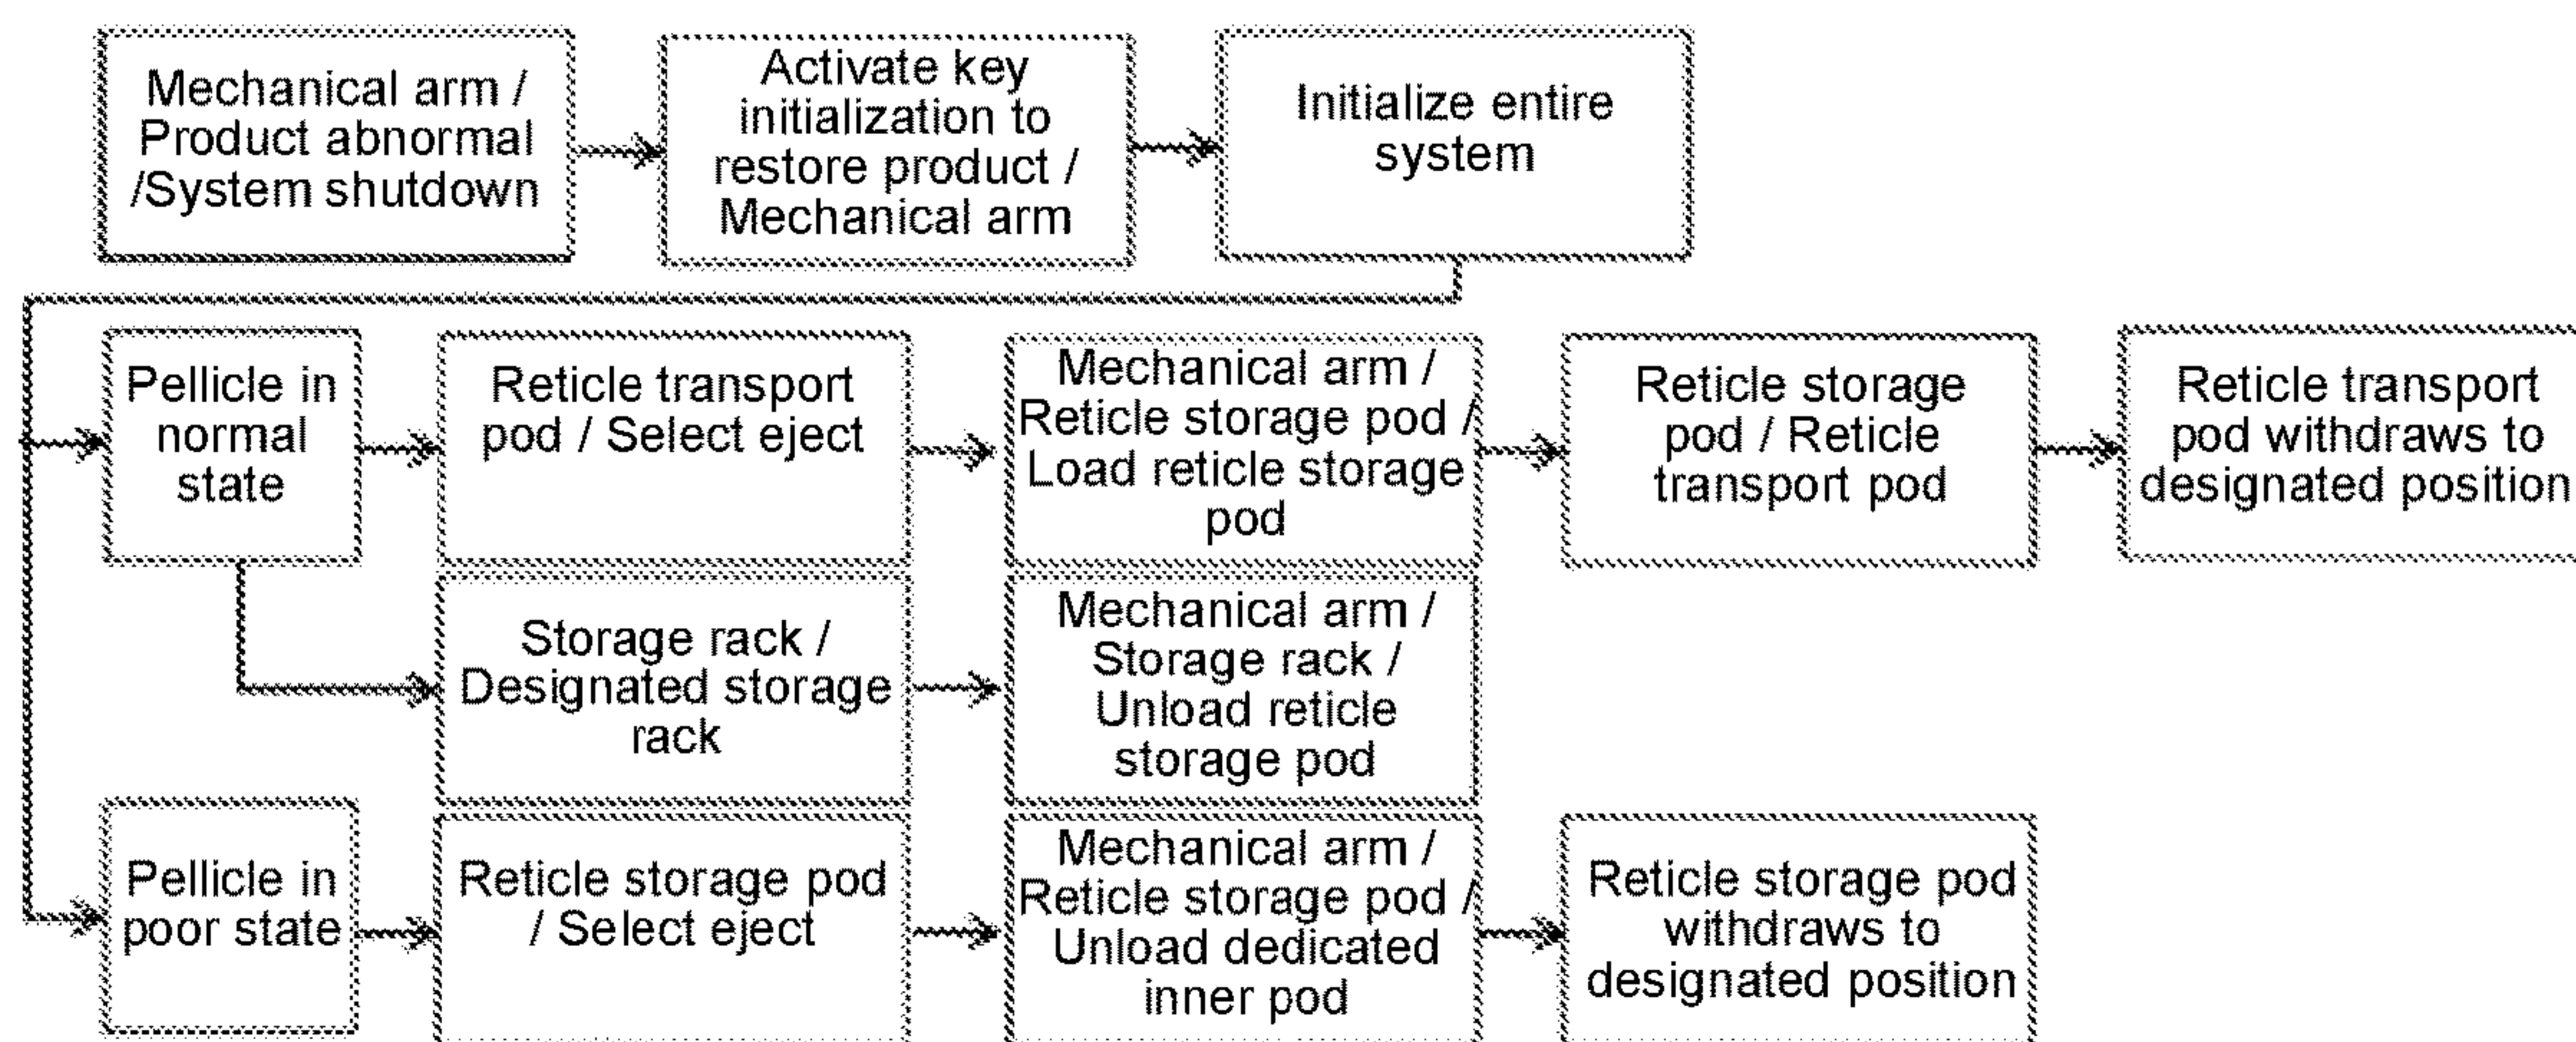 Mechanical arm /
Product abnormal
/System shutdown
Activate key
initialization to
restore product /
Mechanical arm
Initialize entire
system
Pellicle in
normal
state
Reticle transport
pod / Select eject
Mechanical arm /
Reticle storage pod /
Load reticle storage
pod
Reticle storage
pod / Reticle
transport pod
Reticle transport
pod withdraws to
designated position
Storage rack /
Designated storage
rack
Mechanical arm /
Storage rack /
Unload reticle
storage pod
Pellicle in
poor state
Reticle storage pod
/ Select eject
Mechanical arm /
Reticle storage pod /
Unload dedicated
inner pod
Reticle storage pod
withdraws to
designated position